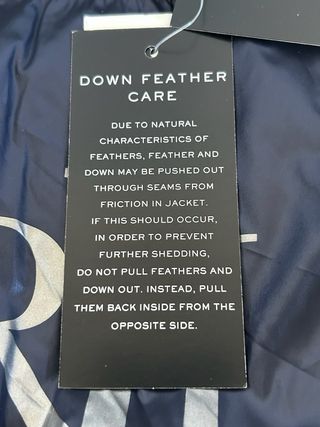 DOWN FEATHER
CARE
DUE TO NATURAL
CHARACTERISTICS OF
FEATHERS, FEATHER AND
DOWN MAY BE PUSHED OUT
THROUGH SEAMS FROM
FRICTION IN JACKET.
IF THIS SHOULD OCCUR,
IN ORDER TO PREVENT
FURTHER SHEDDING,
DO NOT PULL FEATHERS AND
DOWN OUT. INSTEAD, PULL
THEM BACK INSIDE FROM THE
OPPOSITE SIDE.